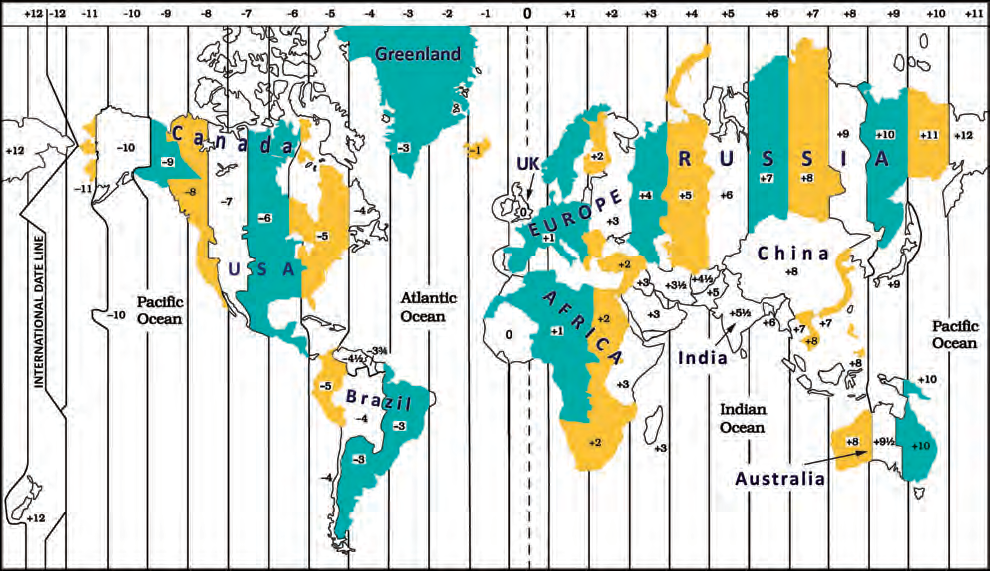 +12 -12 -11 -10 -9 -8 -7 -6 -5 -4 -3 -2 -1 0 +1 +2 +3 +4 +5 +6 +7 +8 +9 +10 +11
Greenland
Canada
+12
-10
-9
-3
-1
+2
RUSSIA
+9
+10
+11
+12
UK
-11
-8
-7
-6
-4
0
EUROPE
+3
+4
+5
+6
+7
+8
-5
+1
USA
China
+8
+2
+3
+3½
+4½
+5
+9
INTERNATIONAL DATE LINE
Pacific
Ocean
-10
Atlantic
Ocean
AFRICA
0
+1
+2
+3
+5½
+6
+7
+7
+8
Pacific
Ocean
India
-4½
-3¾
-5
Brazil
-4
-3
+3
+8
+10
Indian
Ocean
-3
-4
+2
+3
+8
+9½
+10
Australia
+12